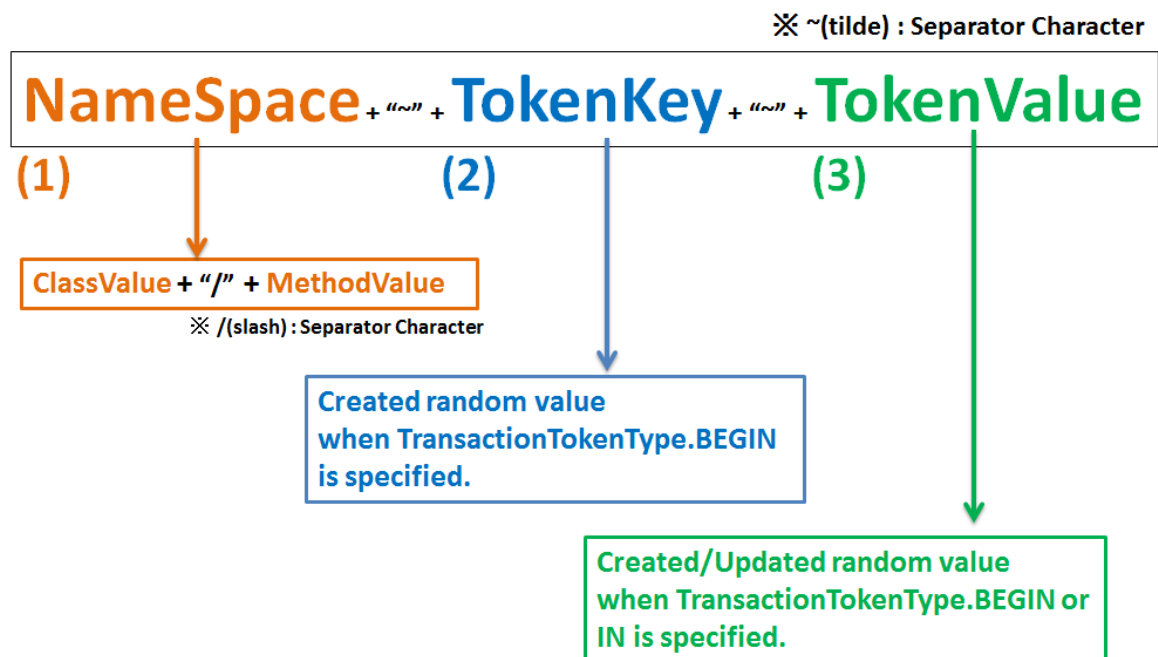 ※ ~(tilde) : Separator Character
NameSpace + “~” + TokenKey + “~” + TokenValue
(1) (2) (3)
ClassValue + “/” + MethodValue
※ /(slash) : Separator Character
Created random value
when TransactionTokenType.BEGIN
is specified.
Created/Updated random value
when TransactionTokenType.BEGIN or
IN is specified.